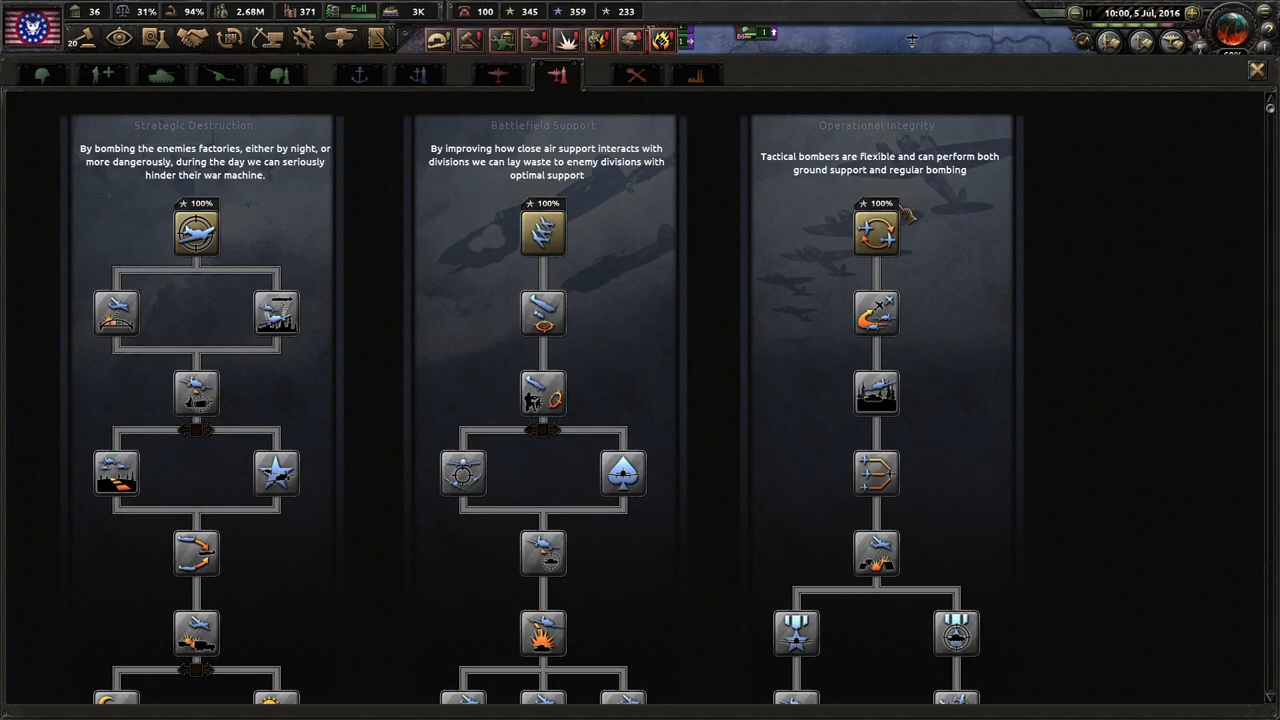 36 31% 94% 2.68M 371 Full 3K 100 345 359 233 10:00, 5 Jul, 2016
20 1 1
Strategic Destruction
By bombing the enemies factories, either by night, or
more dangerously, during the day we can seriously
hinder their war machine.
100%
Battlefield Support
By improving how close air support interacts with
divisions we can lay waste to enemy divisions with
optimal support
100%
Operational Integrity
Tactical bombers are flexible and can perform both
ground support and regular bombing
100%